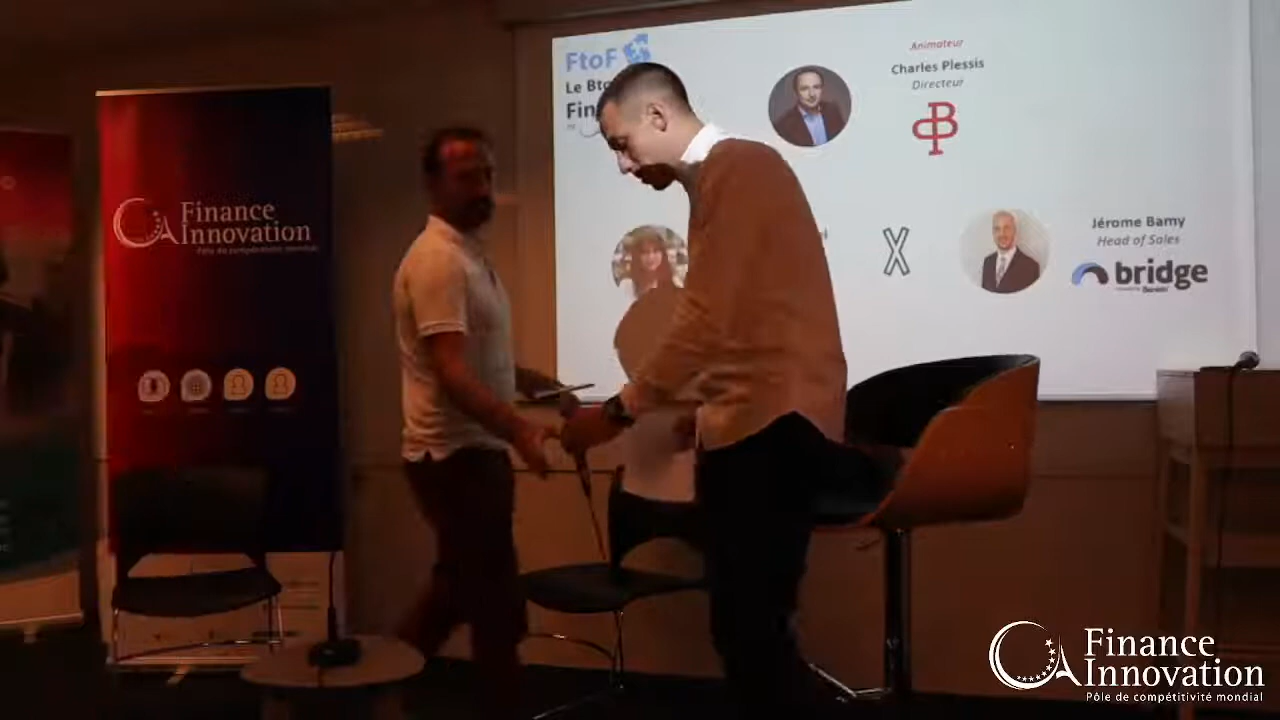 FtoF
Le Bto
Fin
Animateur
Charles Plessis
Directeur
Jérome Bamy
Head of Sales
bridge
Finance
Innovation
Pôle de compétitivité mondial
Finance
Innovation
Pôle de compétitivité mondial